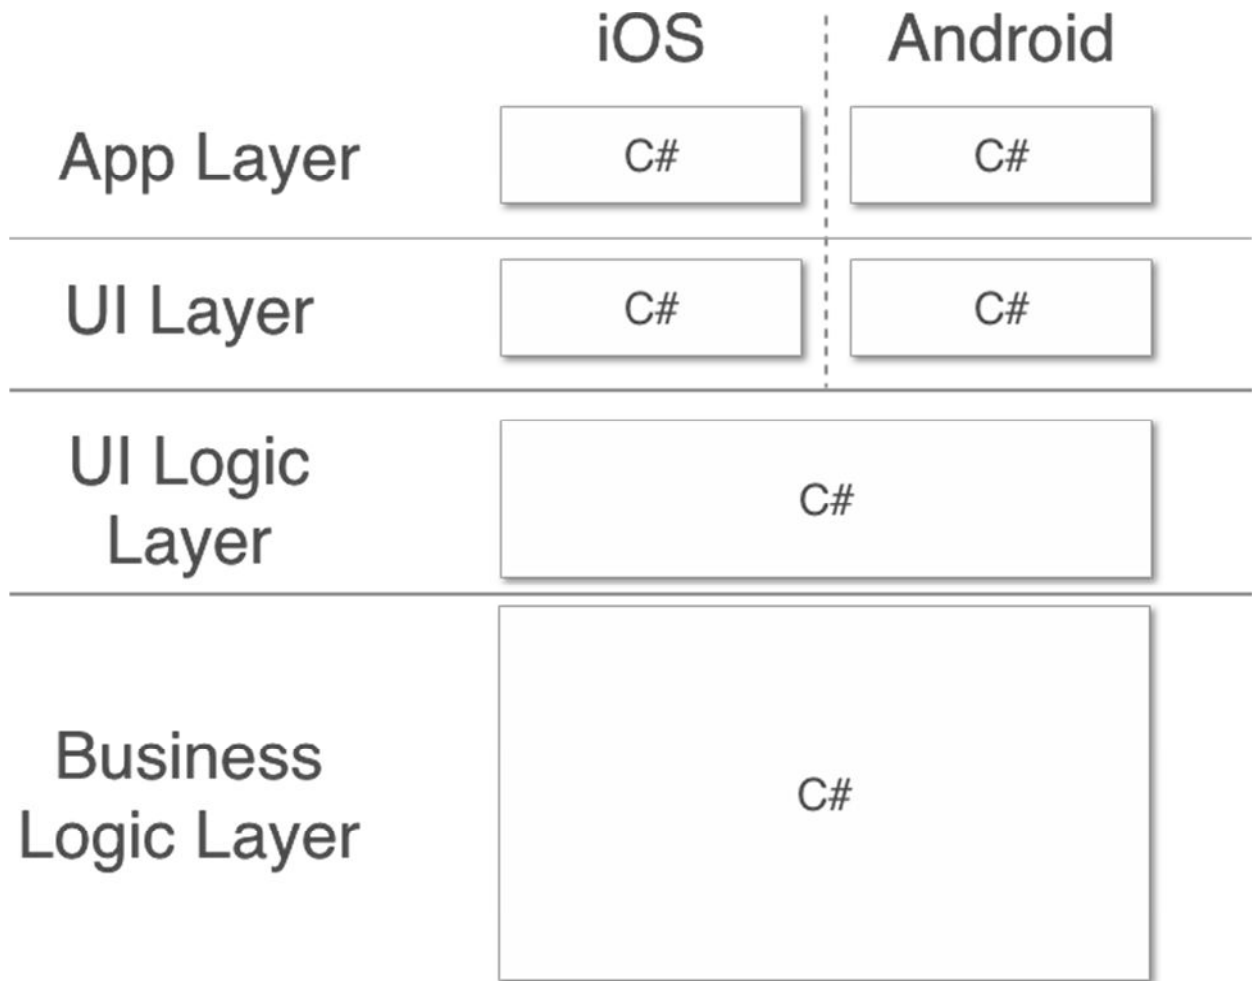 iOS
Android
App Layer
C#
C#
UI Layer
C#
C#
UI Logic
Layer
C#
Business
Logic Layer
C#